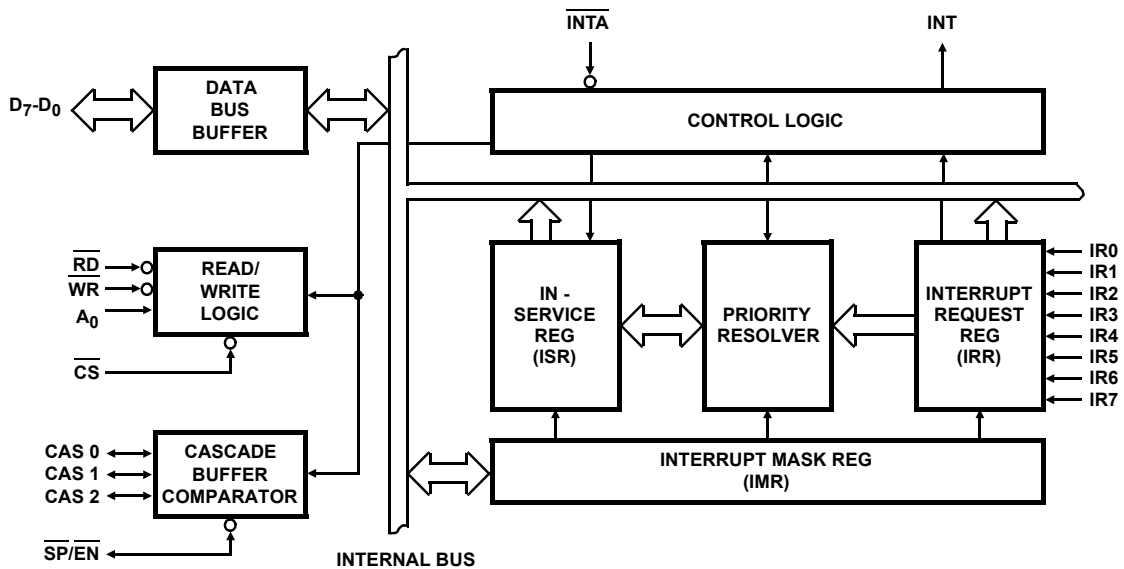 INTA
INT
D7-D0
DATA
BUS
BUFFER
CONTROL LOGIC
RD
WR
A0
CS
READ/
WRITE
LOGIC
IN -
SERVICE
REG
(ISR)
PRIORITY
RESOLVER
INTERRUPT
REQUEST
REG
(IRR)
IR0
IR1
IR2
IR3
IR4
IR5
IR6
IR7
CAS 0
CAS 1
CAS 2
CASCADE
BUFFER
COMPARATOR
INTERRUPT MASK REG
(IMR)
SP/EN
INTERNAL BUS